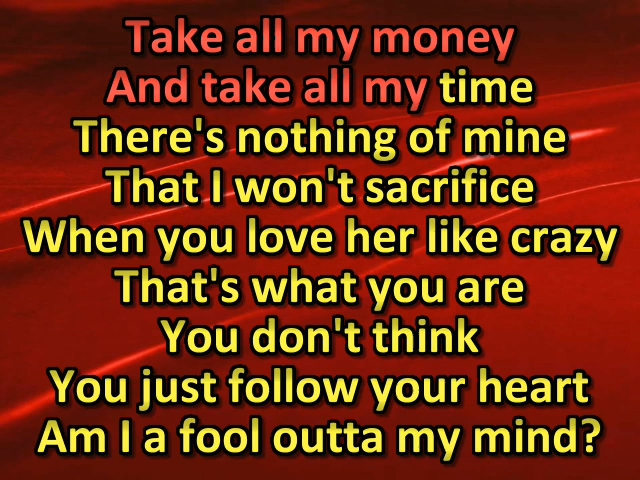 Take all my money
And take all my time
There's nothing of mine
That I won't sacrifice
When you love her like crazy
That's what you are
You don't think
You just follow your heart
Am I a fool outta my mind?